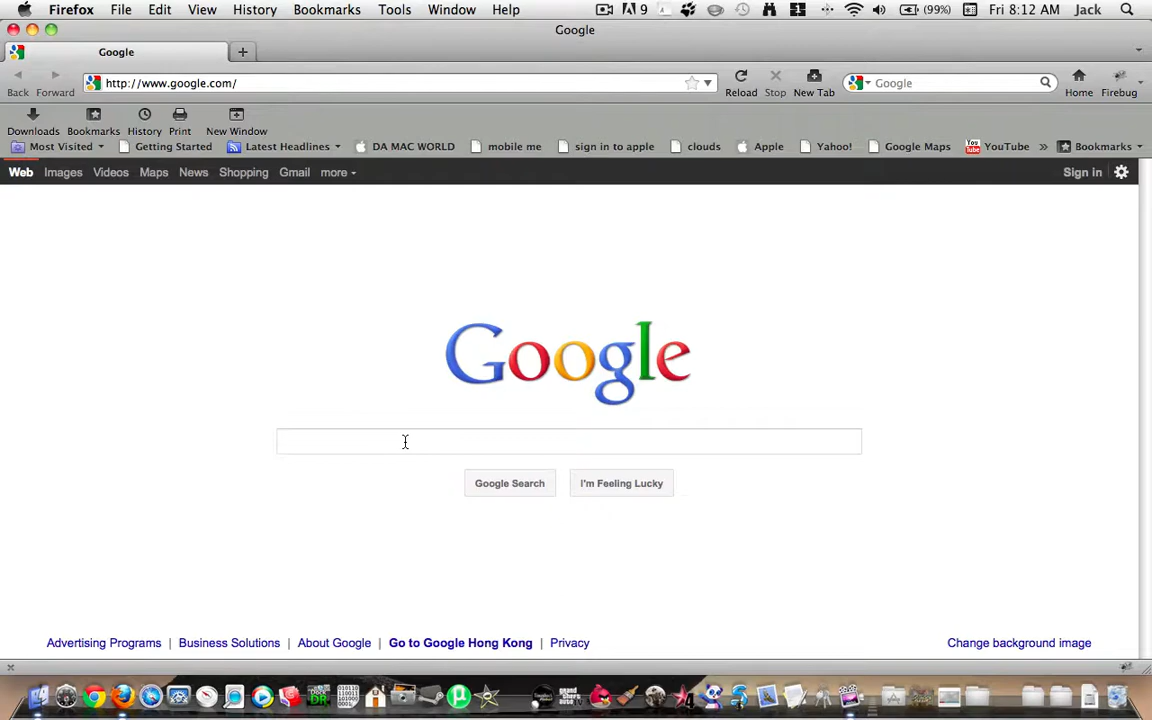 Firefox File Edit View History Bookmarks Tools Window Help 9 (99%) Fri 8:12 AM Jack
Google
Google
http://www.google.com/ Google
Back Forward Reload Stop New Tab Home Firebug
Downloads Bookmarks History Print New Window
Most Visited Getting Started Latest Headlines DA MAC WORLD mobile me sign in to apple clouds Apple Yahoo! Google Maps You Tube YouTube » Bookmarks
Web Images Videos Maps News Shopping Gmail more Sign in
Google
Google Search I'm Feeling Lucky
Advertising Programs | Business Solutions | About Google | Go to Google Hong Kong | Privacy Change background image